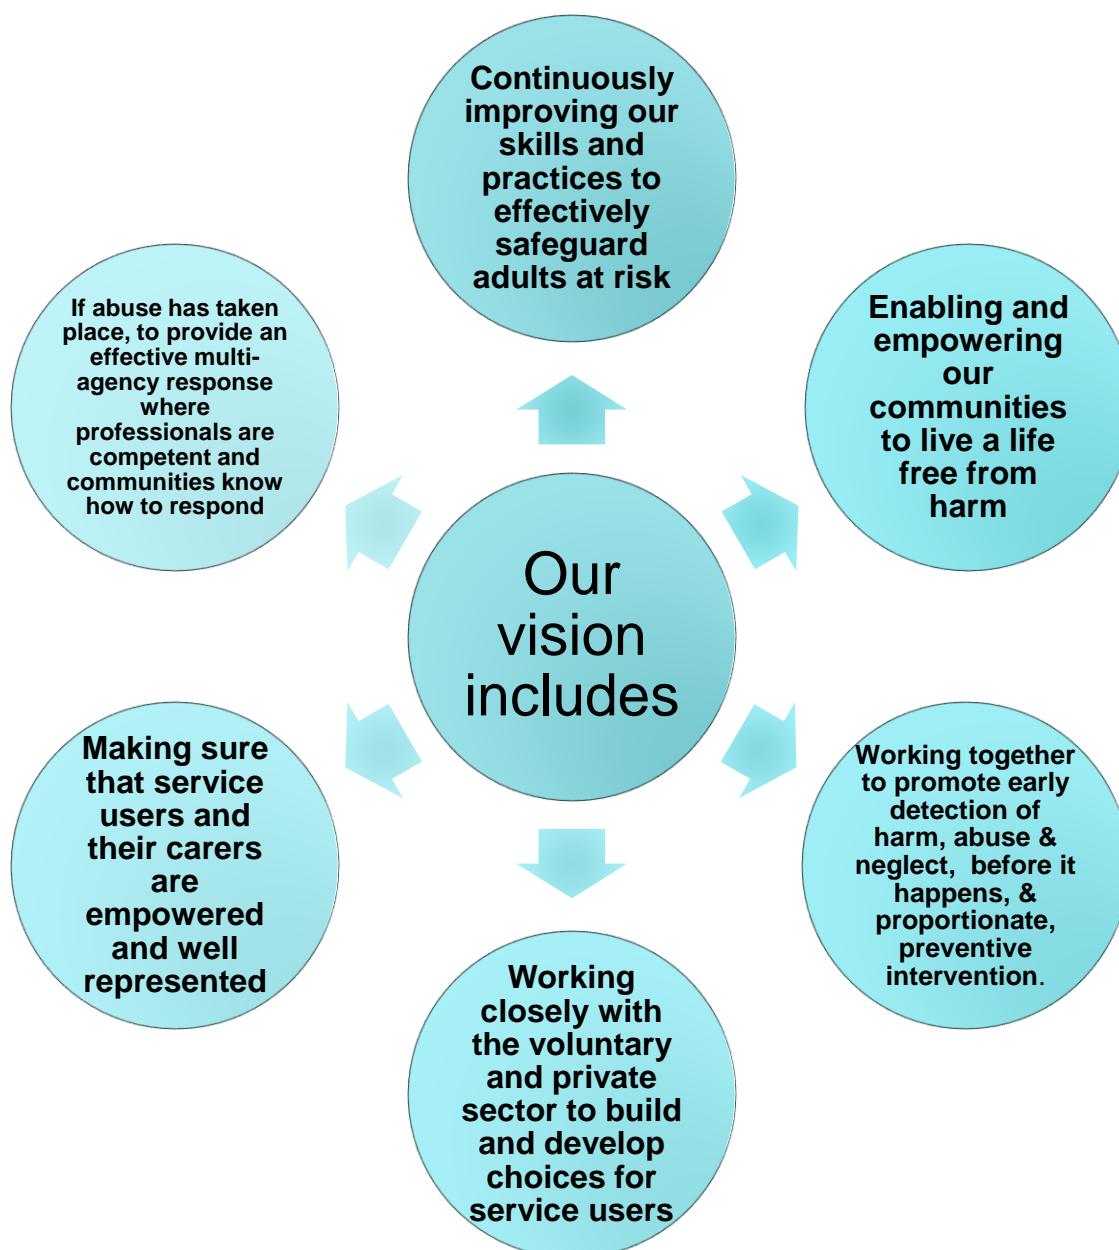 Continuously
improving our
skills and
practices to
effectively
safeguard
adults at risk
Enabling and
empowering
our
communities
to live a life
free from
harm
Working together
to promote early
detection of
harm, abuse &
neglect,  before it
happens, &
proportionate,
preventive
intervention.
Working
closely with
the voluntary
and private
sector to build
and develop
choices for
service users
Making sure
that service
users and
their carers
are
empowered
and well
represented
If abuse has taken
place, to provide an
effective multi-
agency response
where
professionals are
competent and
communities know
how to respond
Our
vision
includes